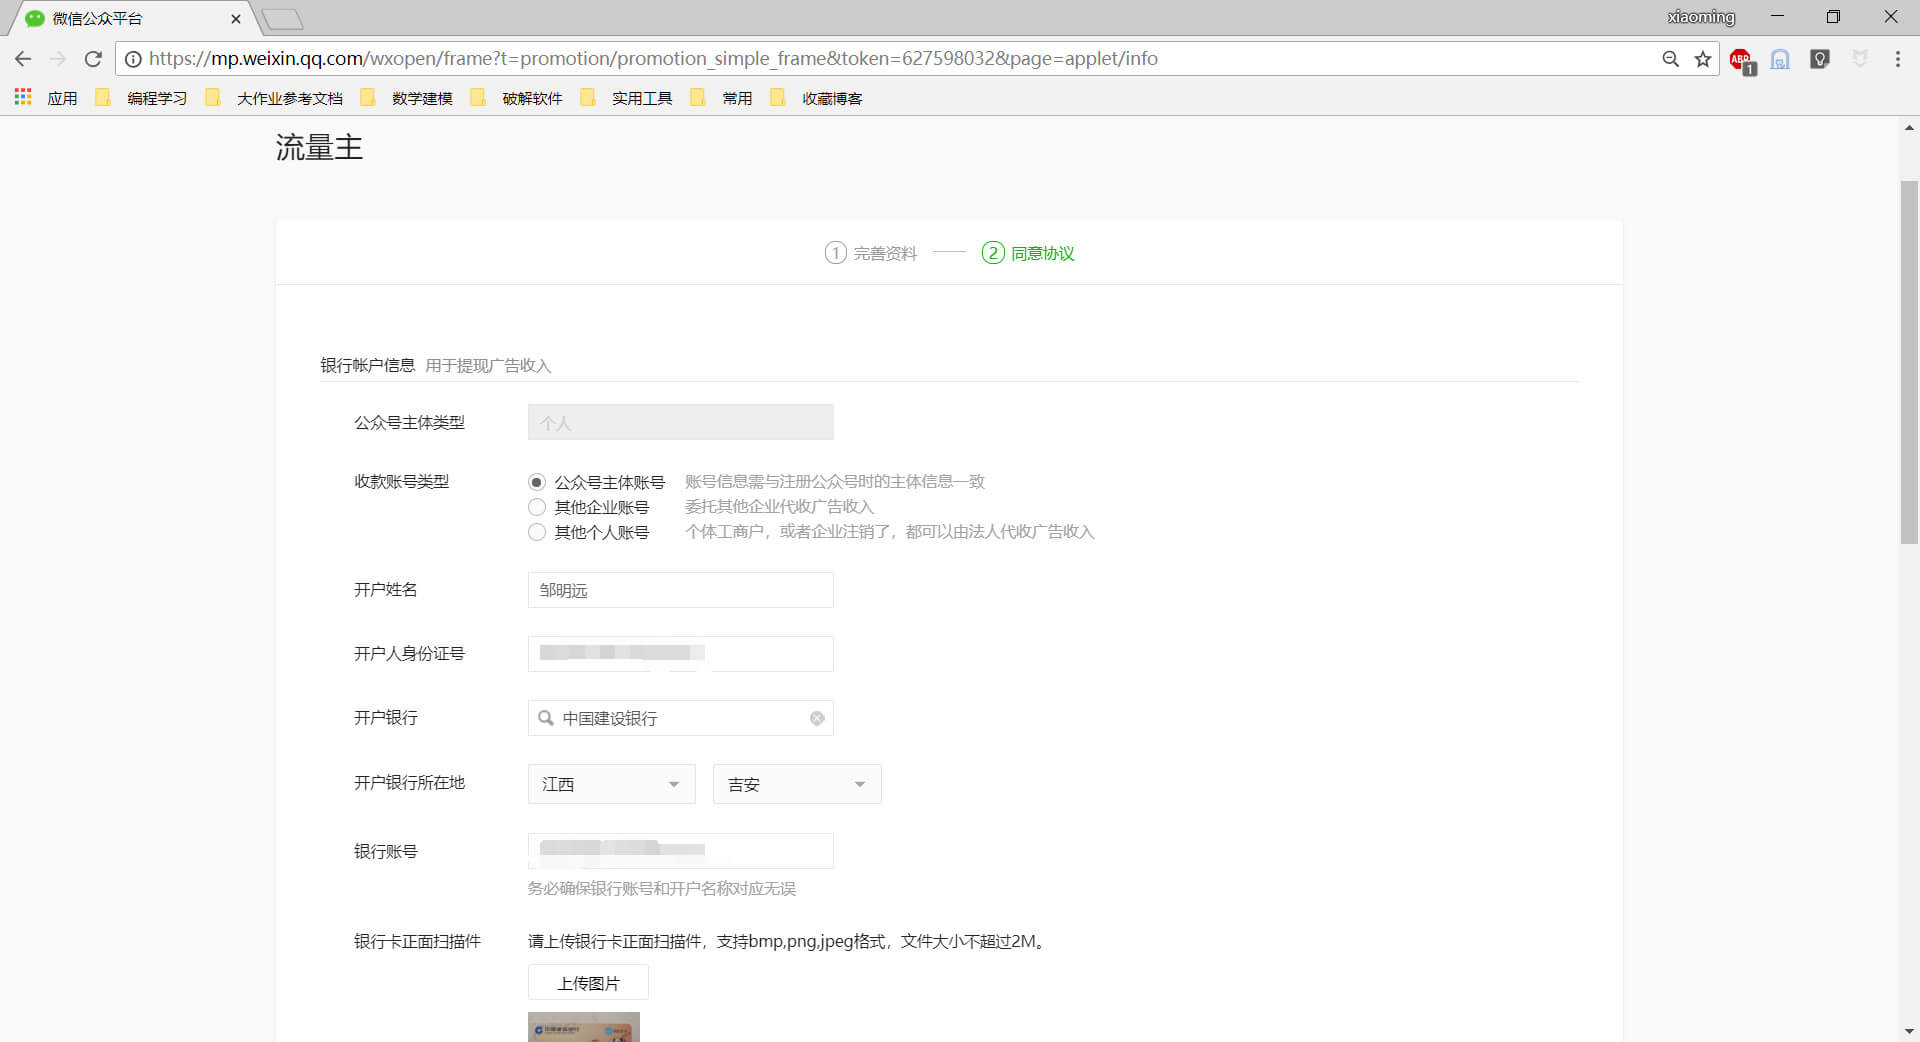 微信公众平台
xiaoming
https://mp.weixin.qq.com/wxopen/frame?t=promotion/promotion_simple_frame&token=627598032&page=applet/info
ABP
1
应用 编程学习 大作业参考文档 数学建模 破解软件 实用工具 常用 收藏博客
流量主
1 完善资料 2 同意协议
银行帐户信息 用于提现广告收入
公众号主体类型 个人
收款账号类型 公众号主体账号 账号信息需与注册公众号时的主体信息一致
其他企业账号 委托其他企业代收广告收入
其他个人账号 个体工商户，或者企业注销了，都可以由法人代收广告收入
开户姓名 邹明远
开户人身份证号
开户银行 中国建设银行
开户银行所在地 江西 吉安
银行账号
务必确保银行账号和开户名称对应无误
银行卡正面扫描件 请上传银行卡正面扫描件，支持bmp,png,jpeg格式，文件大小不超过2M。
上传图片
中国建设银行